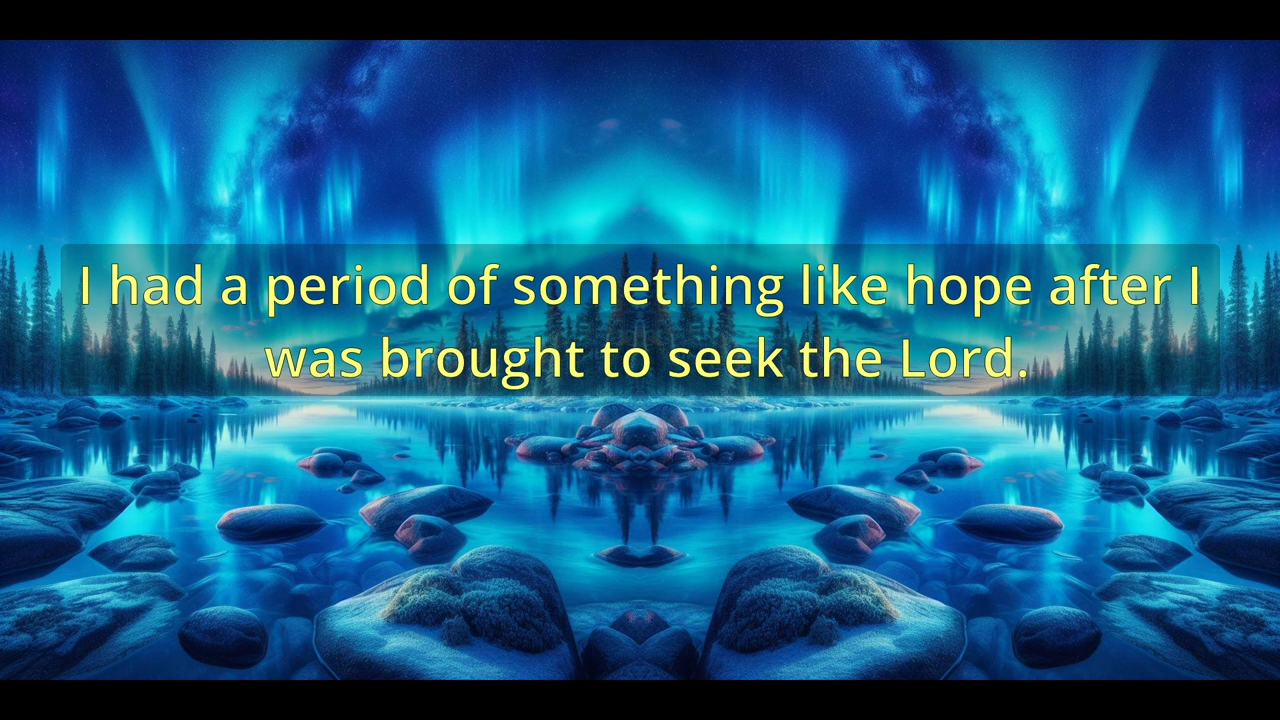 I had a period of something like hope after I
was brought to seek the Lord.